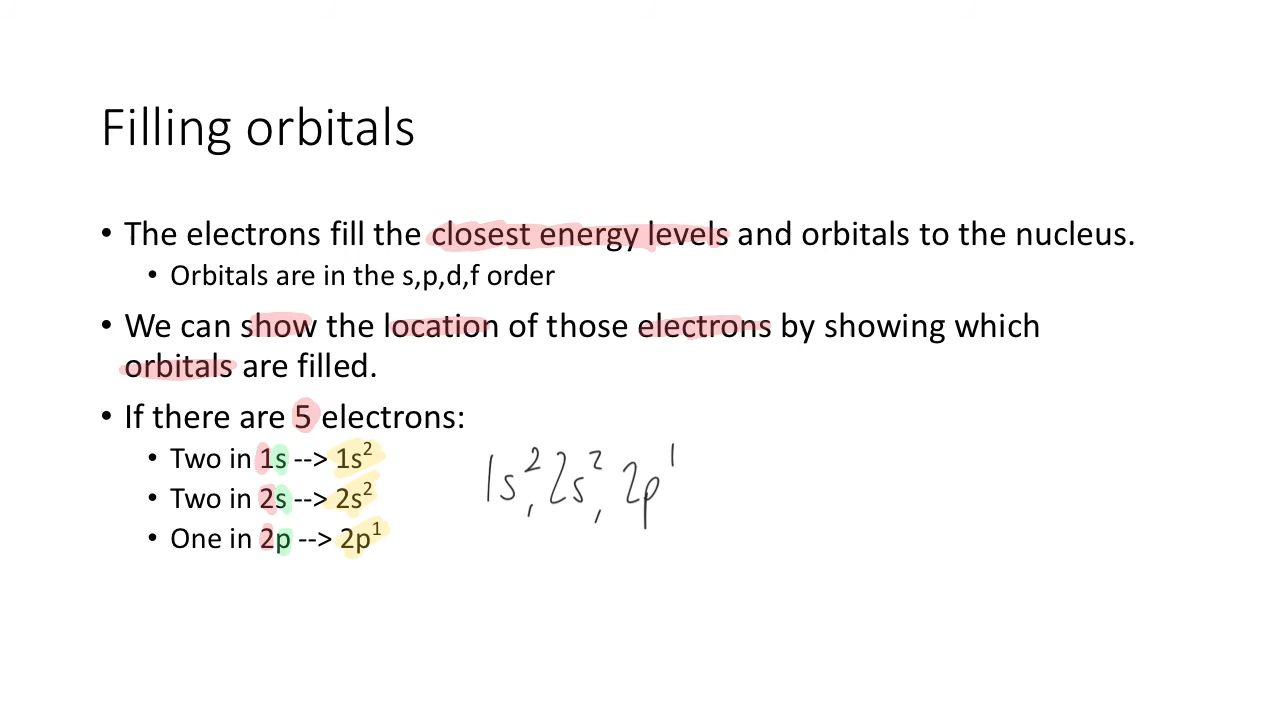 Filling orbitals
• The electrons fill the closest energy levels and orbitals to the nucleus.
• Orbitals are in the s,p,d,f order
• We can show the location of those electrons by showing which
orbitals are filled.
• If there are 5 electrons:
• Two in 1s --> 1s²
• Two in 2s --> 2s²
• One in 2p --> 2p¹
1s², 2s², 2p¹